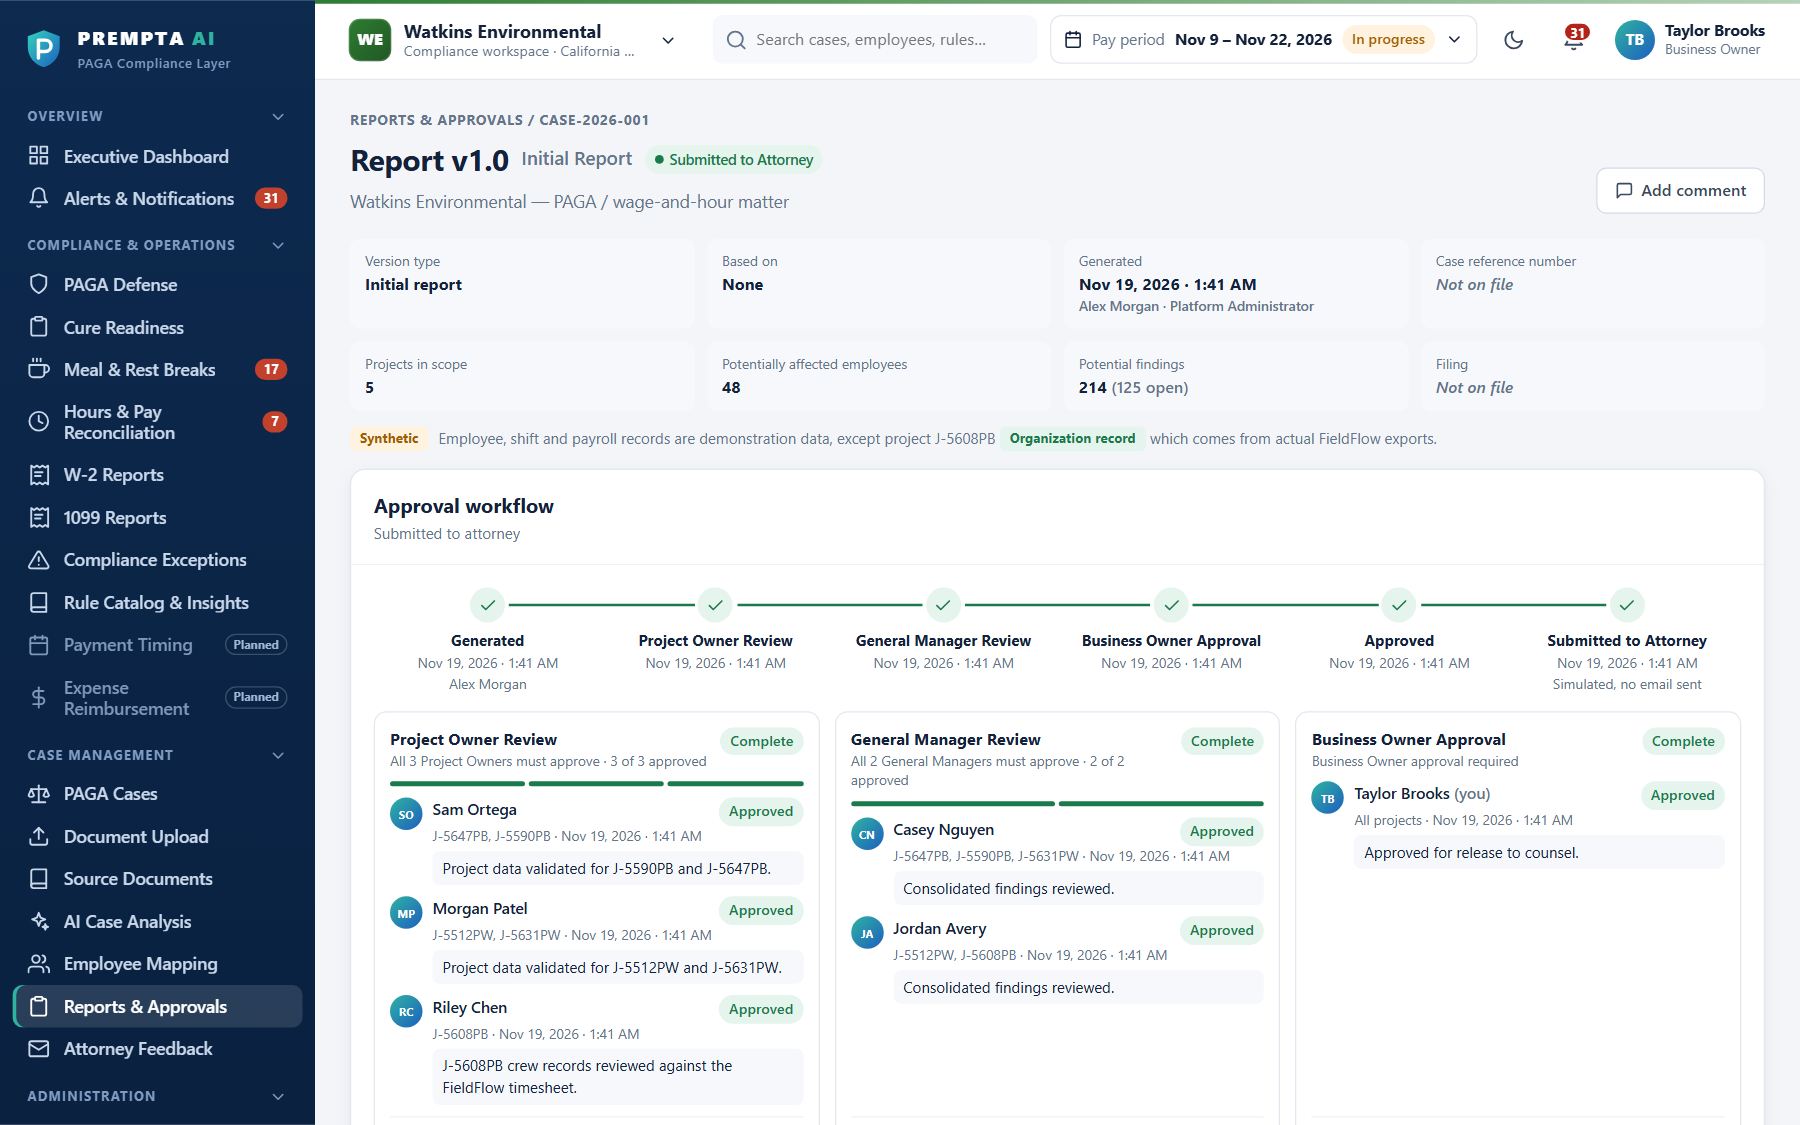 PREMPTA AI
PAGA Compliance Layer
OVERVIEW
Executive Dashboard
Alerts & Notifications 31
COMPLIANCE & OPERATIONS
PAGA Defense
Cure Readiness
Meal & Rest Breaks 17
Hours & Pay
Reconciliation 7
W-2 Reports
1099 Reports
Compliance Exceptions
Rule Catalog & Insights
Payment Timing Planned
Expense
Reimbursement Planned
CASE MANAGEMENT
PAGA Cases
Document Upload
Source Documents
AI Case Analysis
Employee Mapping
Reports & Approvals
Attorney Feedback
ADMINISTRATION
WE
Watkins Environmental
Compliance workspace · California ...
Search cases, employees, rules...
Pay period Nov 9 – Nov 22, 2026 In progress
31
TB
Taylor Brooks
Business Owner
REPORTS & APPROVALS / CASE-2026-001
Report v1.0 Initial Report Submitted to Attorney
Watkins Environmental — PAGA / wage-and-hour matter
Add comment
Version type
Initial report
Based on
None
Generated
Nov 19, 2026 · 1:41 AM
Alex Morgan · Platform Administrator
Case reference number
Not on file
Projects in scope
5
Potentially affected employees
48
Potential findings
214 (125 open)
Filing
Not on file
Synthetic Employee, shift and payroll records are demonstration data, except project J-5608PB Organization record which comes from actual FieldFlow exports.
Approval workflow
Submitted to attorney
Generated
Nov 19, 2026 · 1:41 AM
Alex Morgan
Project Owner Review
Nov 19, 2026 · 1:41 AM
General Manager Review
Nov 19, 2026 · 1:41 AM
Business Owner Approval
Nov 19, 2026 · 1:41 AM
Approved
Nov 19, 2026 · 1:41 AM
Submitted to Attorney
Nov 19, 2026 · 1:41 AM
Simulated, no email sent
Project Owner Review Complete
All 3 Project Owners must approve · 3 of 3 approved
SO
Sam Ortega Approved
J-5647PB, J-5590PB · Nov 19, 2026 · 1:41 AM
Project data validated for J-5590PB and J-5647PB.
MP
Morgan Patel Approved
J-5512PW, J-5631PW · Nov 19, 2026 · 1:41 AM
Project data validated for J-5512PW and J-5631PW.
RC
Riley Chen Approved
J-5608PB · Nov 19, 2026 · 1:41 AM
J-5608PB crew records reviewed against the
FieldFlow timesheet.
General Manager Review Complete
All 2 General Managers must approve · 2 of 2
approved
CN
Casey Nguyen Approved
J-5647PB, J-5590PB, J-5631PW · Nov 19, 2026 · 1:41 AM
Consolidated findings reviewed.
JA
Jordan Avery Approved
J-5512PW, J-5608PB · Nov 19, 2026 · 1:41 AM
Consolidated findings reviewed.
Business Owner Approval Complete
Business Owner approval required
TB
Taylor Brooks (you) Approved
All projects · Nov 19, 2026 · 1:41 AM
Approved for release to counsel.